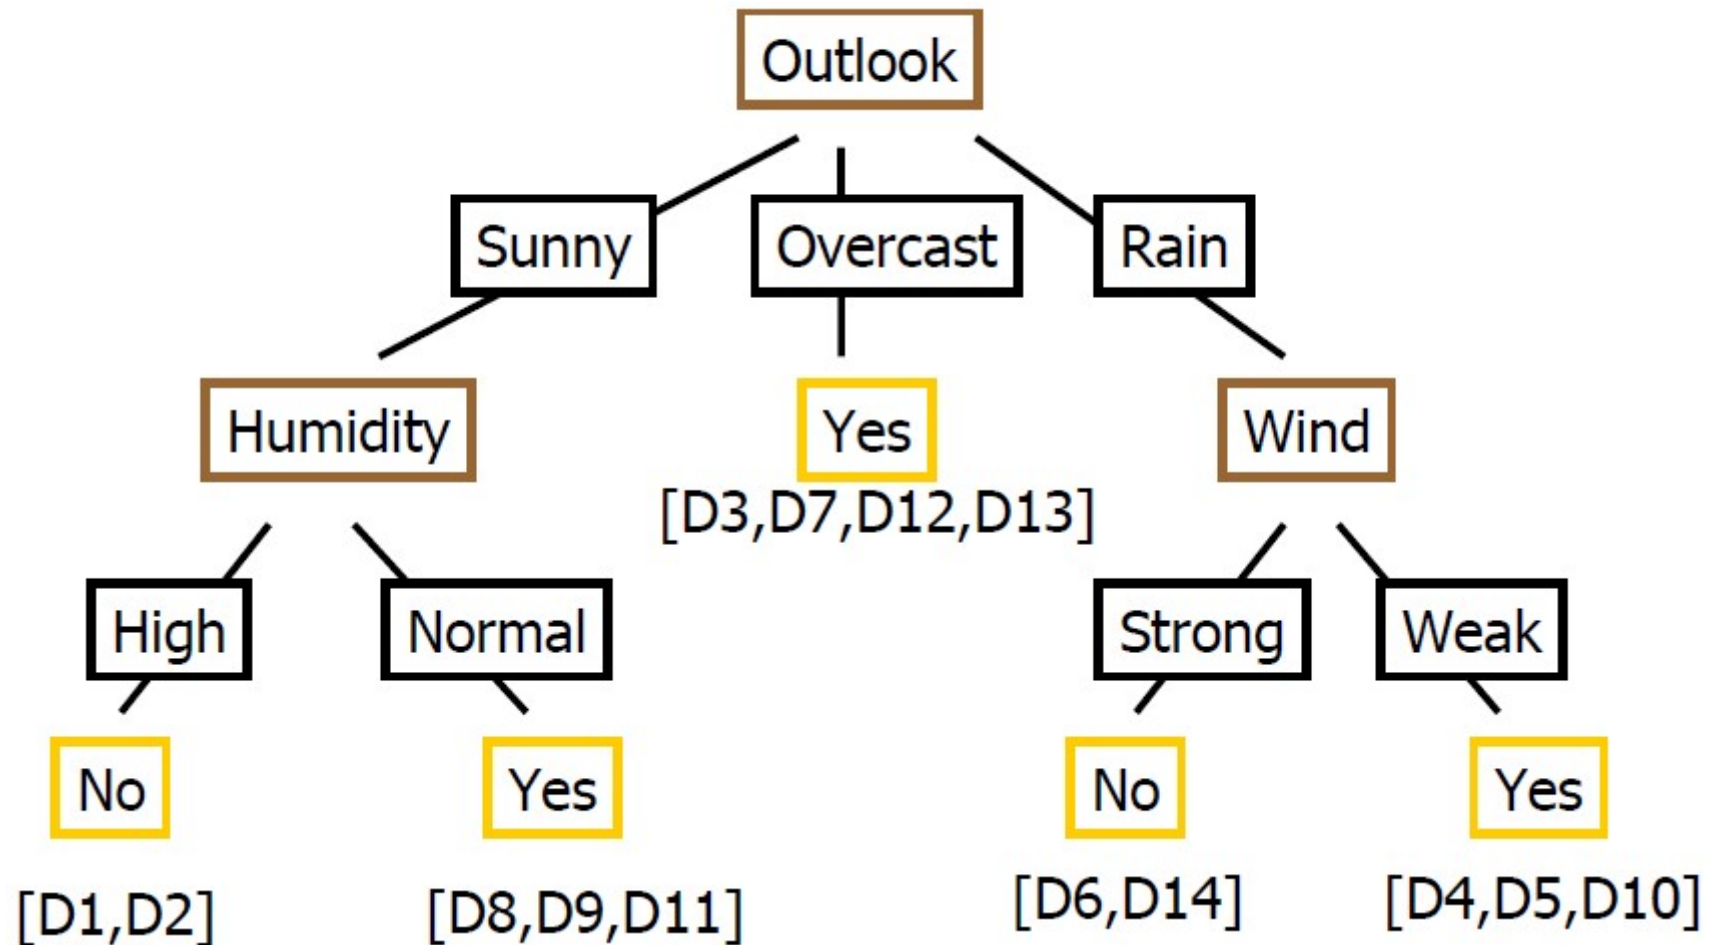 Outlook
Sunny
Overcast
Rain
Humidity
Yes
Wind
[D3,D7,D12,D13]
High
Normal
Strong
Weak
No
Yes
No
Yes
[D1,D2]
[D8,D9,D11]
[D6,D14]
[D4,D5,D10]